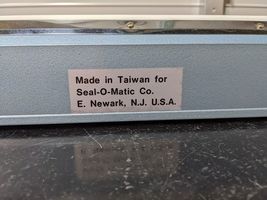 Made in Taiwan for
Seal-O-Matic Co.
E. Newark, N.J. U.S.A.